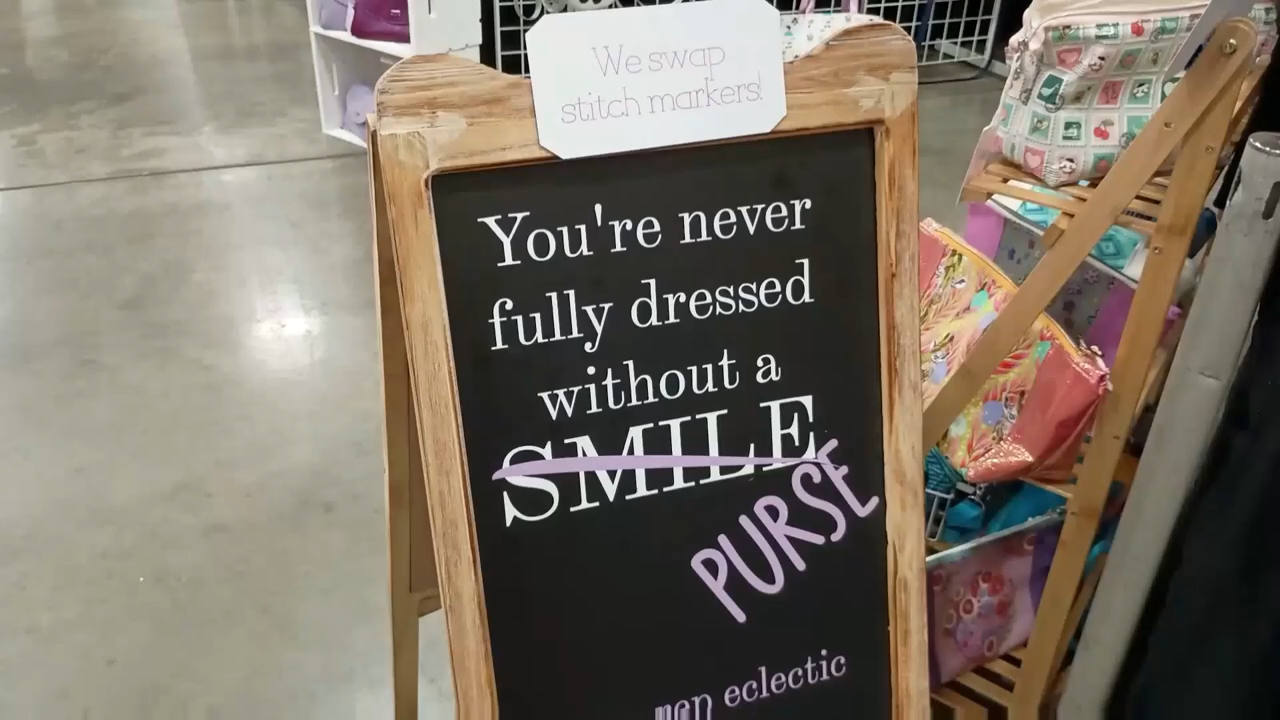 We swap
stitch markers!
You're never
fully dressed
without a
SMILE
PURSE
eclectic